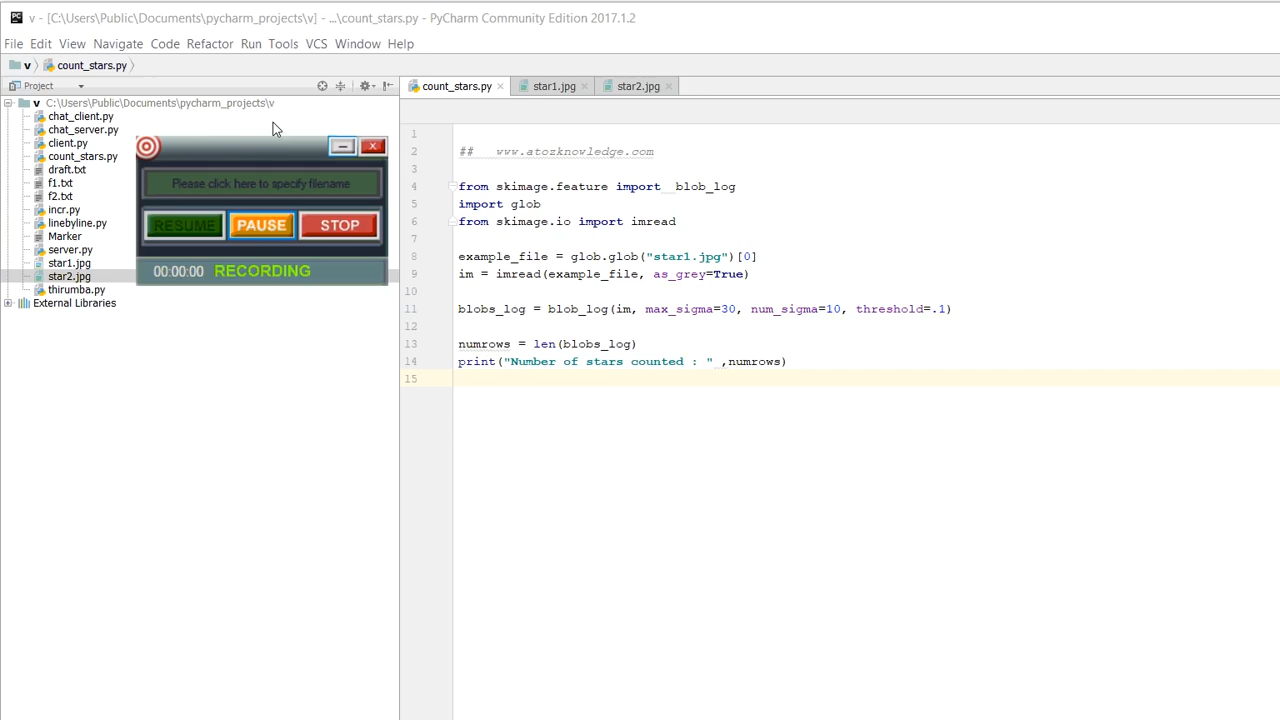 PC v - [C:\Users\Public\Documents\pycharm_projects\v] - ...\count_stars.py - PyCharm Community Edition 2017.1.2
File Edit View Navigate Code Refactor Run Tools VCS Window Help
v count_stars.py
Project
count_stars.py star1.jpg star2.jpg
v C:\Users\Public\Documents\pycharm_projects\v
chat_client.py
chat_server.py
client.py
count_stars.py
draft.txt
f1.txt
f2.txt
incr.py
linebyline.py
Marker
server.py
star1.jpg
star2.jpg
thirumba.py
External Libraries
Please click here to specify filename
RESUME PAUSE STOP
00:00:00 RECORDING
1
2 ## www.atozknowledge.com
3
4 from skimage.feature import blob_log
5 import glob
6 from skimage.io import imread
7
8 example_file = glob.glob("star1.jpg")[0]
9 im = imread(example_file, as_grey=True)
10
11 blobs_log = blob_log(im, max_sigma=30, num_sigma=10, threshold=.1)
12
13 numrows = len(blobs_log)
14 print("Number of stars counted : " ,numrows)
15